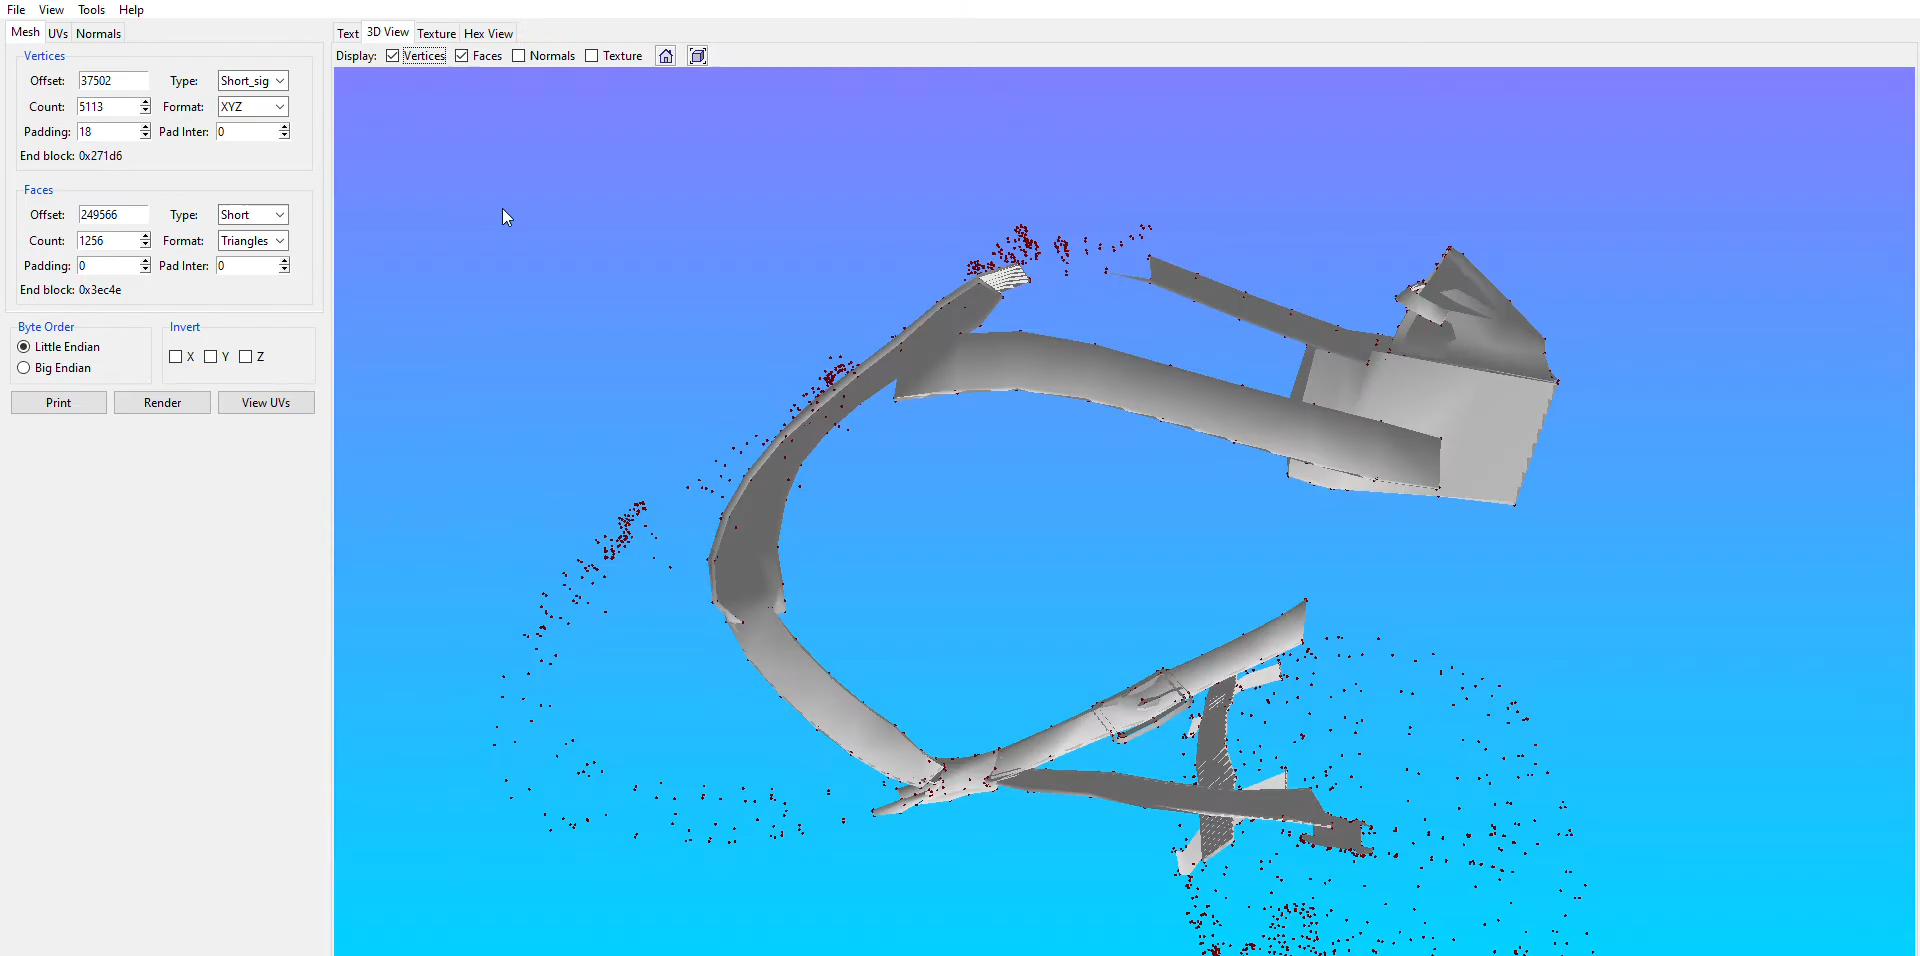 File View Tools Help
Mesh UVs Normals
Text 3D View Texture Hex View
Display: Vertices Faces Normals Texture
Vertices
Offset: 37502 Type: Short_sig
Count: 5113 Format: XYZ
Padding: 18 Pad Inter: 0
End block: 0x271d6
Faces
Offset: 249566 Type: Short
Count: 1256 Format: Triangles
Padding: 0 Pad Inter: 0
End block: 0x3ec4e
Byte Order Invert
Little Endian
X Y Z
Big Endian
Print Render View UVs